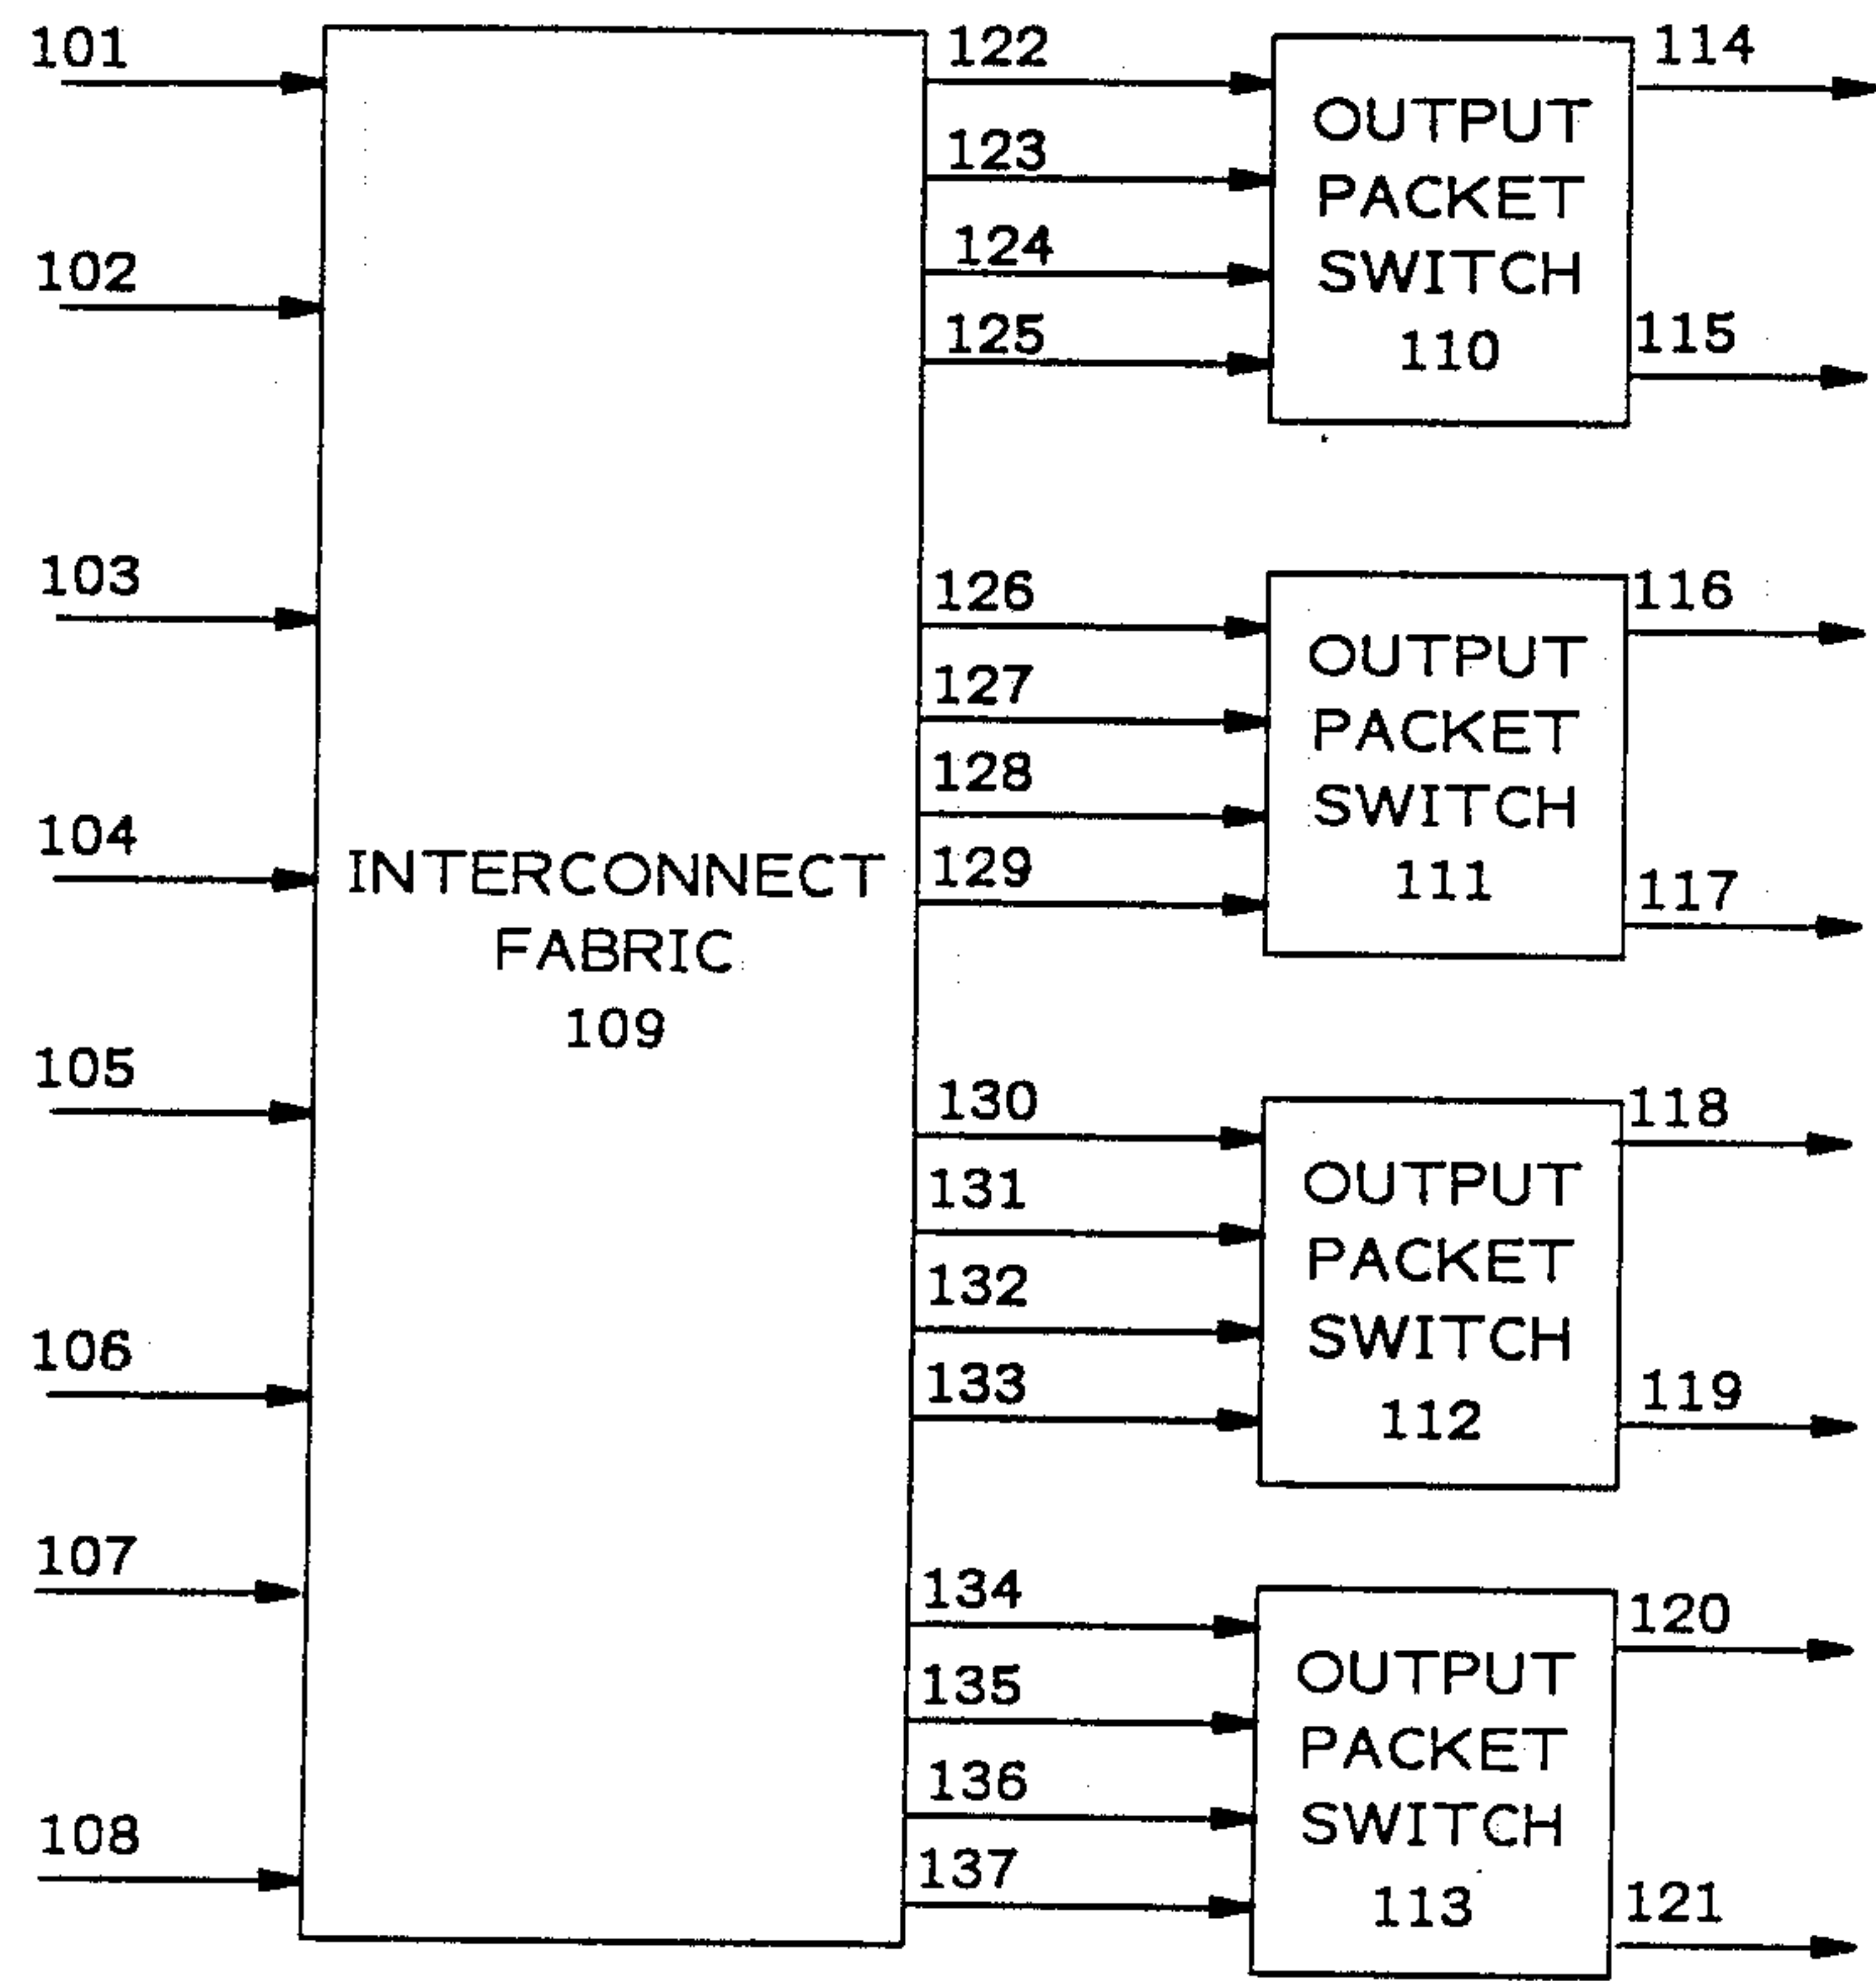 101
102
103
104
105
106
107
108
INTERCONNECT
FABRIC
109
122
123
124
125
126
127
128
129
130
131
132
133
134
135
136
137
OUTPUT
PACKET
SWITCH
110
114
115
OUTPUT
PACKET
SWITCH
111
116
117
OUTPUT
PACKET
SWITCH
112
118
119
OUTPUT
PACKET
SWITCH
113
120
121